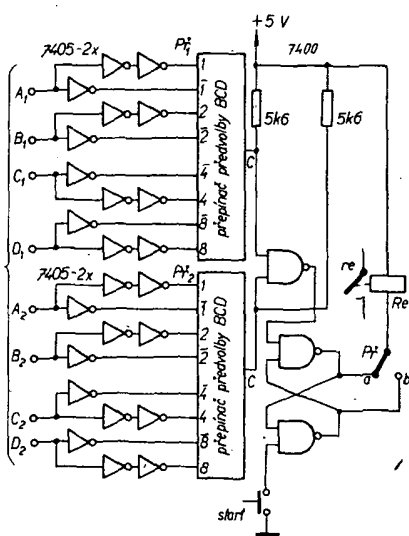 +5 V
7405-2x
Př₁
7400
A₁
1
1̄
5k6
5k6
B₁
2
2̄
C₁
4̄
4
C
D₁
8̄
8
přepínač předvolby BCD
7405-2x
Př₂
re
Re
A₂
1
1̄
Př
B₂
2
2̄
C
a
b
C₂
4̄
4
D₂
8̄
8
přepínač předvolby BCD
start